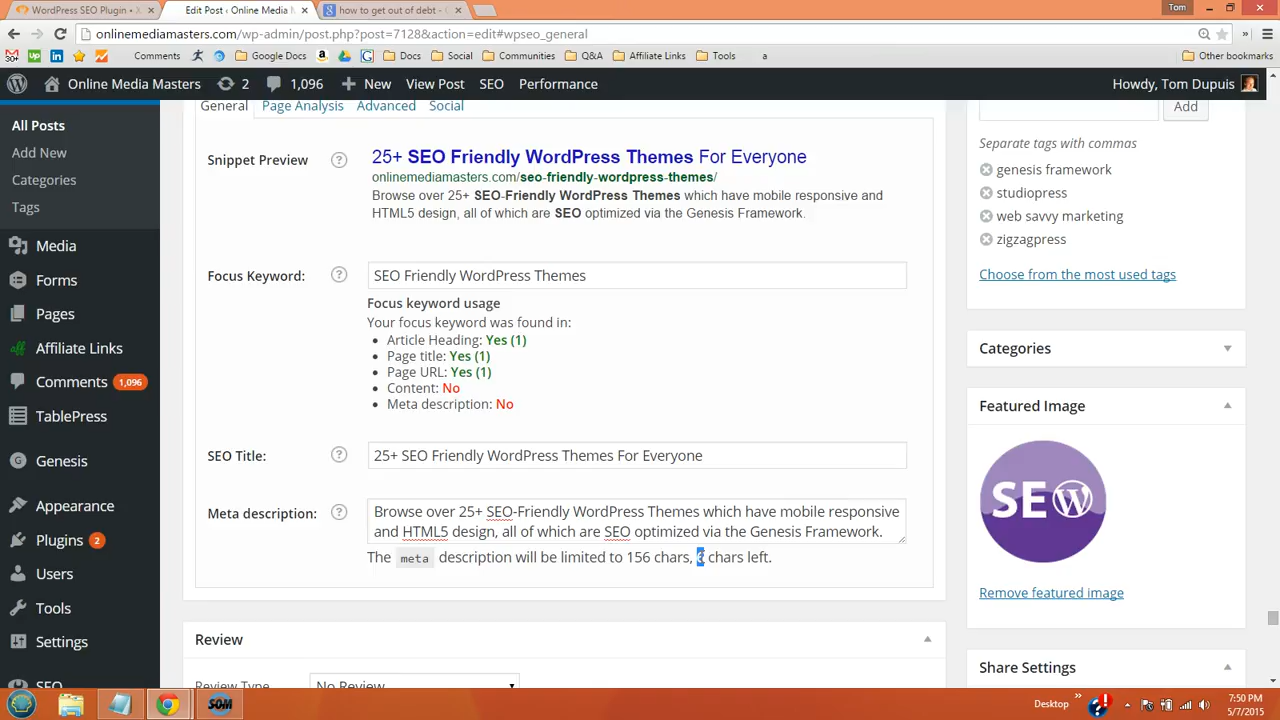 WordPress SEO Plugin •
Edit Post ‹ Online Media M
how to get out of debt -
Tom
onlinemediamasters.com/wp-admin/post.php?post=7128&action=edit#wpseo_general
up
in
Comments
Google Docs
a
Docs
Social
Communities
Q&A
Affiliate Links
Tools
a
Other bookmarks
Online Media Masters
2
1,096
New
View Post
SEO
Performance
Howdy, Tom Dupuis
All Posts
Add New
Categories
Tags
Media
Forms
Pages
Affiliate Links
Comments 1,096
TablePress
Genesis
Appearance
Plugins 2
Users
Tools
Settings
SEO
General
Page Analysis
Advanced
Social
Snippet Preview ?
25+ SEO Friendly WordPress Themes For Everyone
onlinemediamasters.com/seo-friendly-wordpress-themes/
Browse over 25+ SEO-Friendly WordPress Themes which have mobile responsive and
HTML5 design, all of which are SEO optimized via the Genesis Framework.
Focus Keyword: ?
SEO Friendly WordPress Themes
Focus keyword usage
Your focus keyword was found in:
• Article Heading: Yes (1)
• Page title: Yes (1)
• Page URL: Yes (1)
• Content: No
• Meta description: No
SEO Title: ?
25+ SEO Friendly WordPress Themes For Everyone
Meta description: ?
Browse over 25+ SEO-Friendly WordPress Themes which have mobile responsive
and HTML5 design, all of which are SEO optimized via the Genesis Framework.
The meta description will be limited to 156 chars, chars left.
Review
Review Type
No Review
Add
Separate tags with commas
genesis framework
studiopress
web savvy marketing
zigzagpress
Choose from the most used tags
Categories
Featured Image
SEW
Remove featured image
Share Settings
SOM
Desktop
7:50 PM
5/7/2015